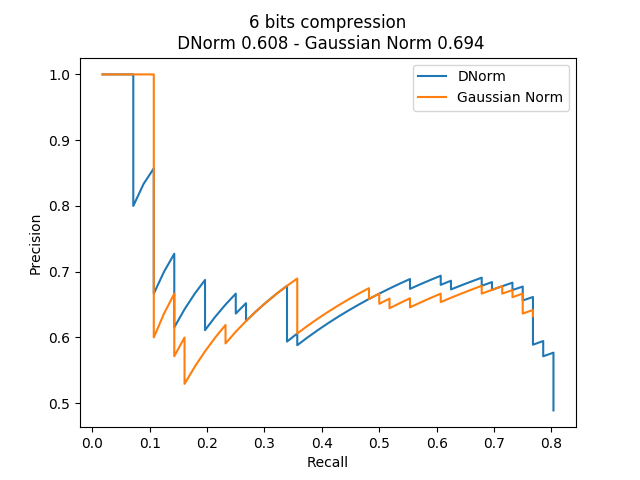 6 bits compression
DNorm 0.608 - Gaussian Norm 0.694
DNorm
Gaussian Norm
1.0
0.9
0.8
0.7
0.6
0.5
Precision
0.0 0.1 0.2 0.3 0.4 0.5 0.6 0.7 0.8
Recall